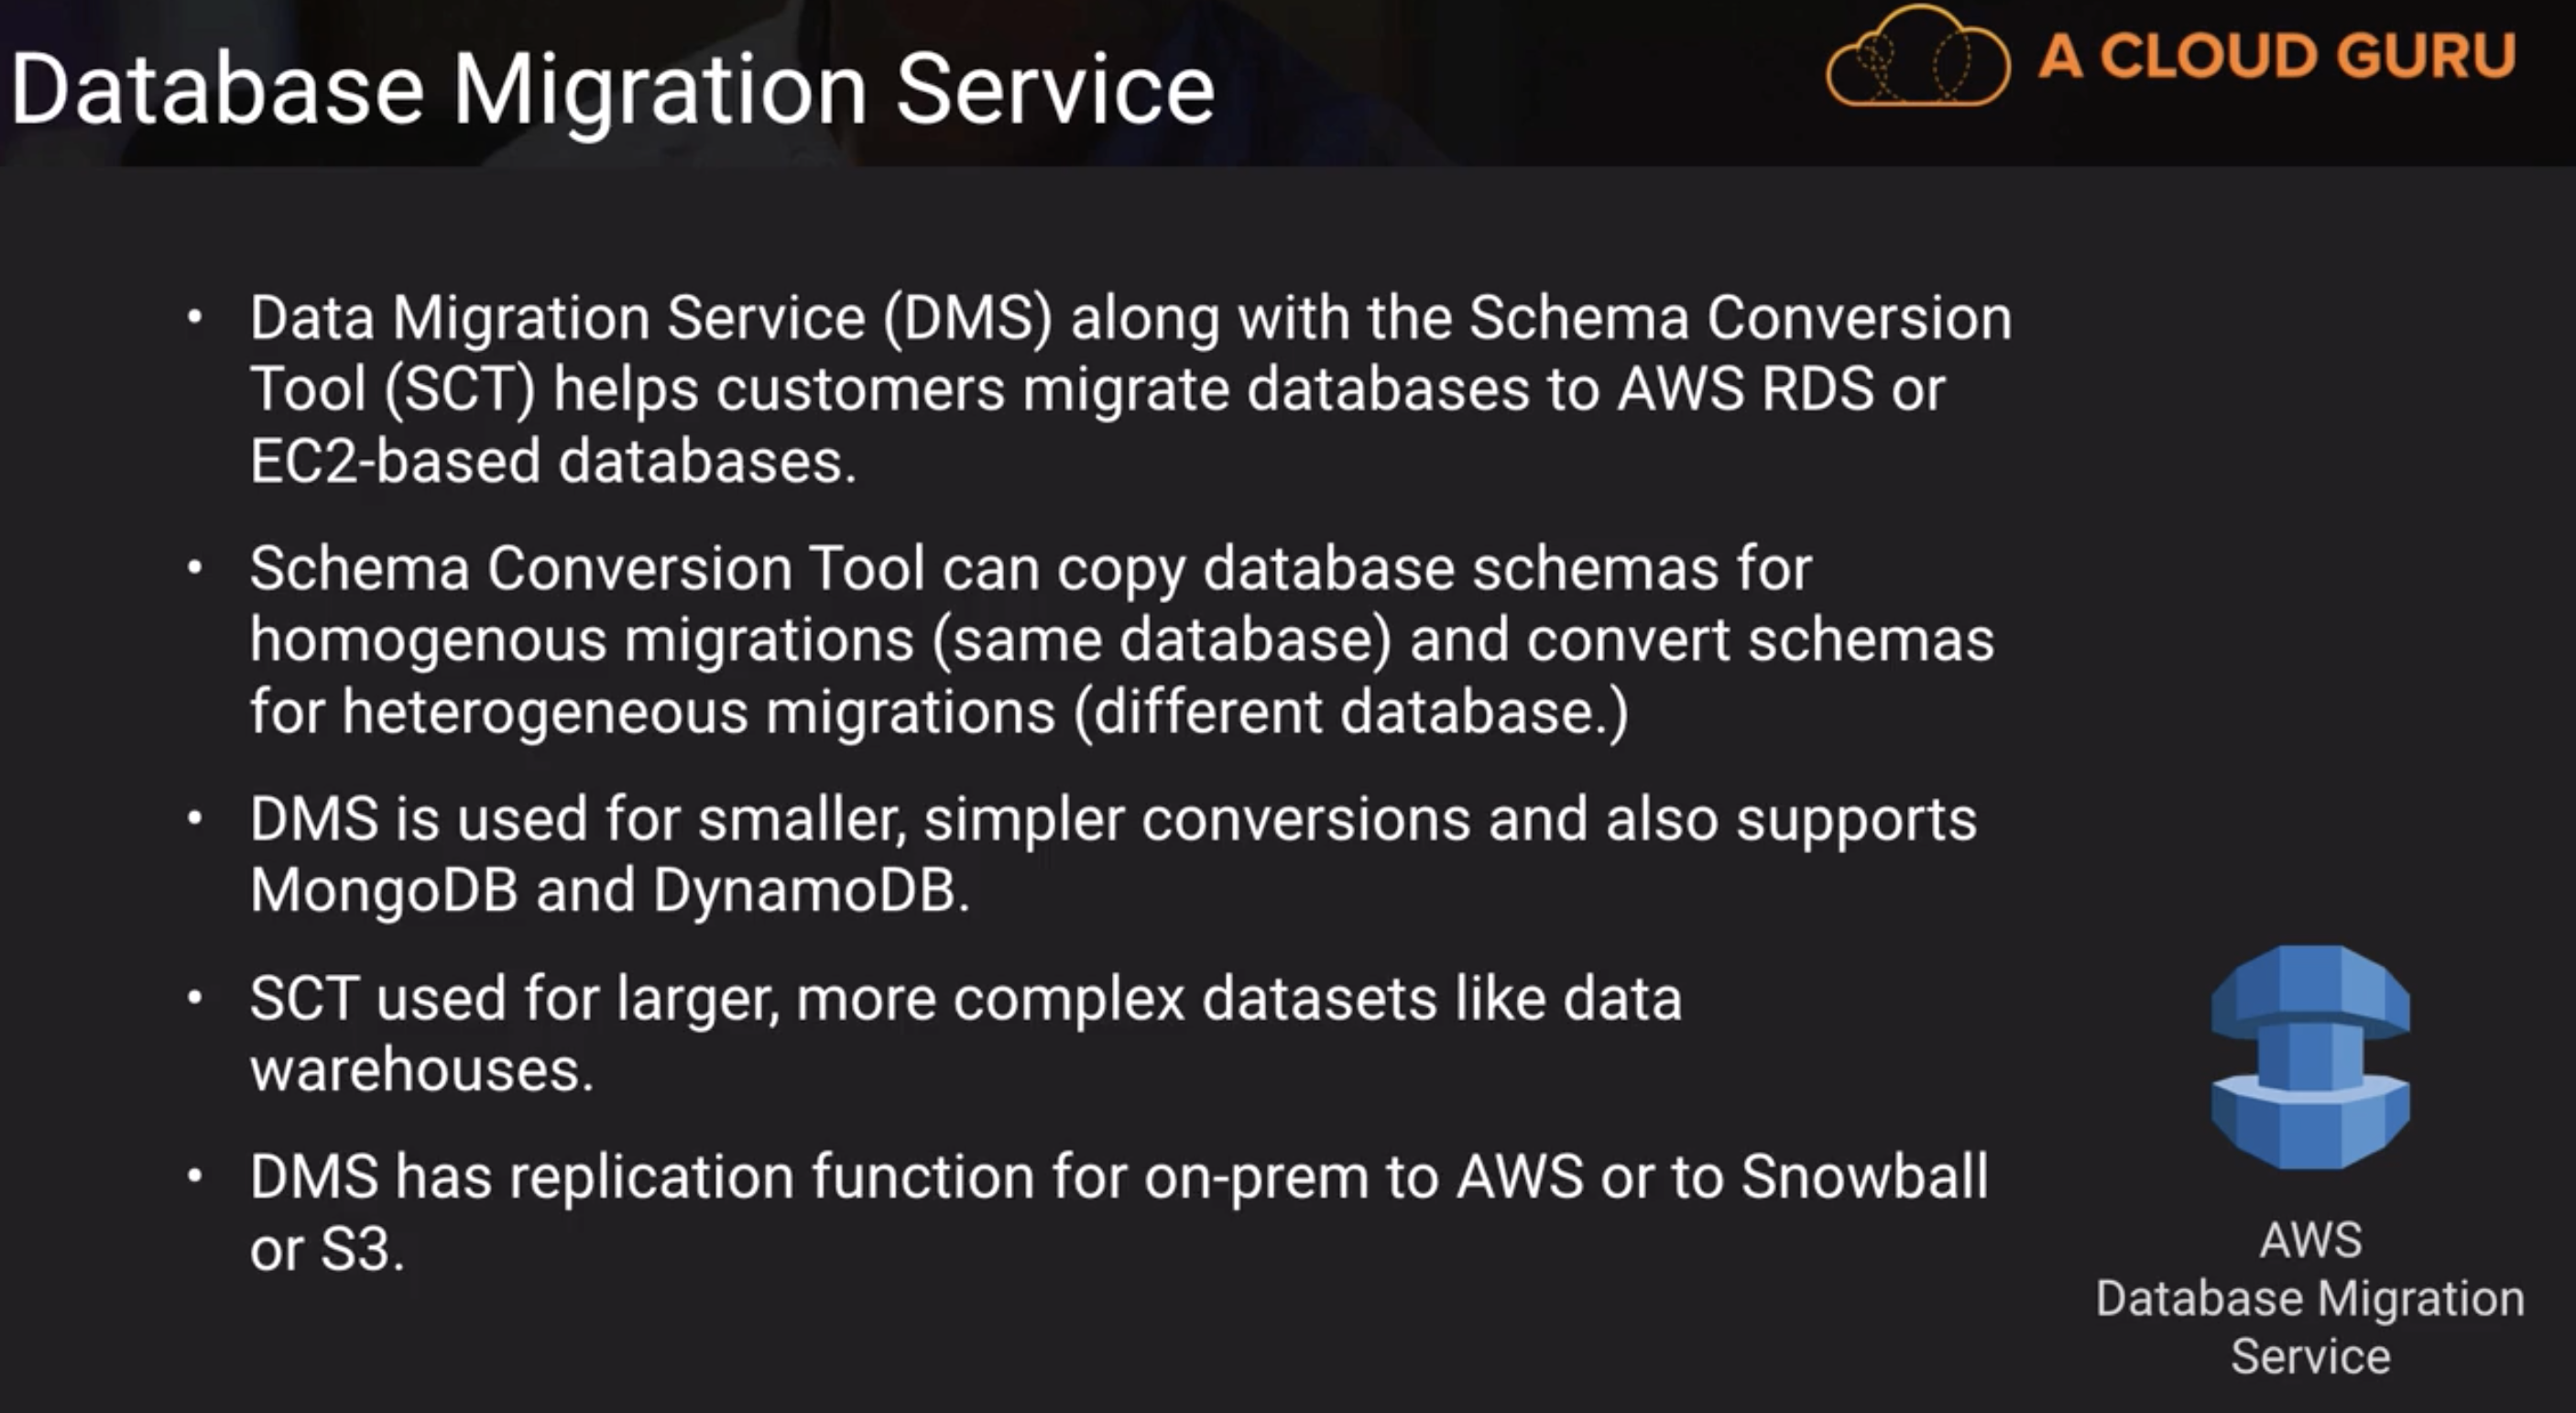 Database Migration Service
A CLOUD GURU
• Data Migration Service (DMS) along with the Schema Conversion
Tool (SCT) helps customers migrate databases to AWS RDS or
EC2-based databases.
• Schema Conversion Tool can copy database schemas for
homogenous migrations (same database) and convert schemas
for heterogeneous migrations (different database.)
• DMS is used for smaller, simpler conversions and also supports
MongoDB and DynamoDB.
• SCT used for larger, more complex datasets like data
warehouses.
• DMS has replication function for on-prem to AWS or to Snowball
or S3.
AWS
Database Migration
Service